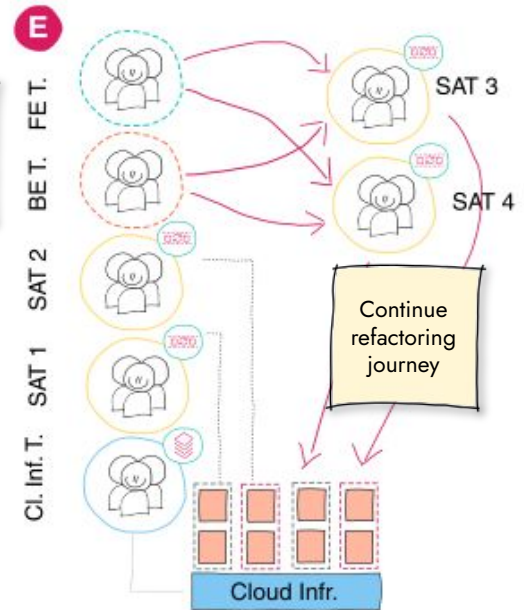 E
FE T.
SAT 3
BE T.
SAT 4
SAT 2
Continue
refactoring
journey
SAT 1
Cl. Inf. T.
Cloud Infr.